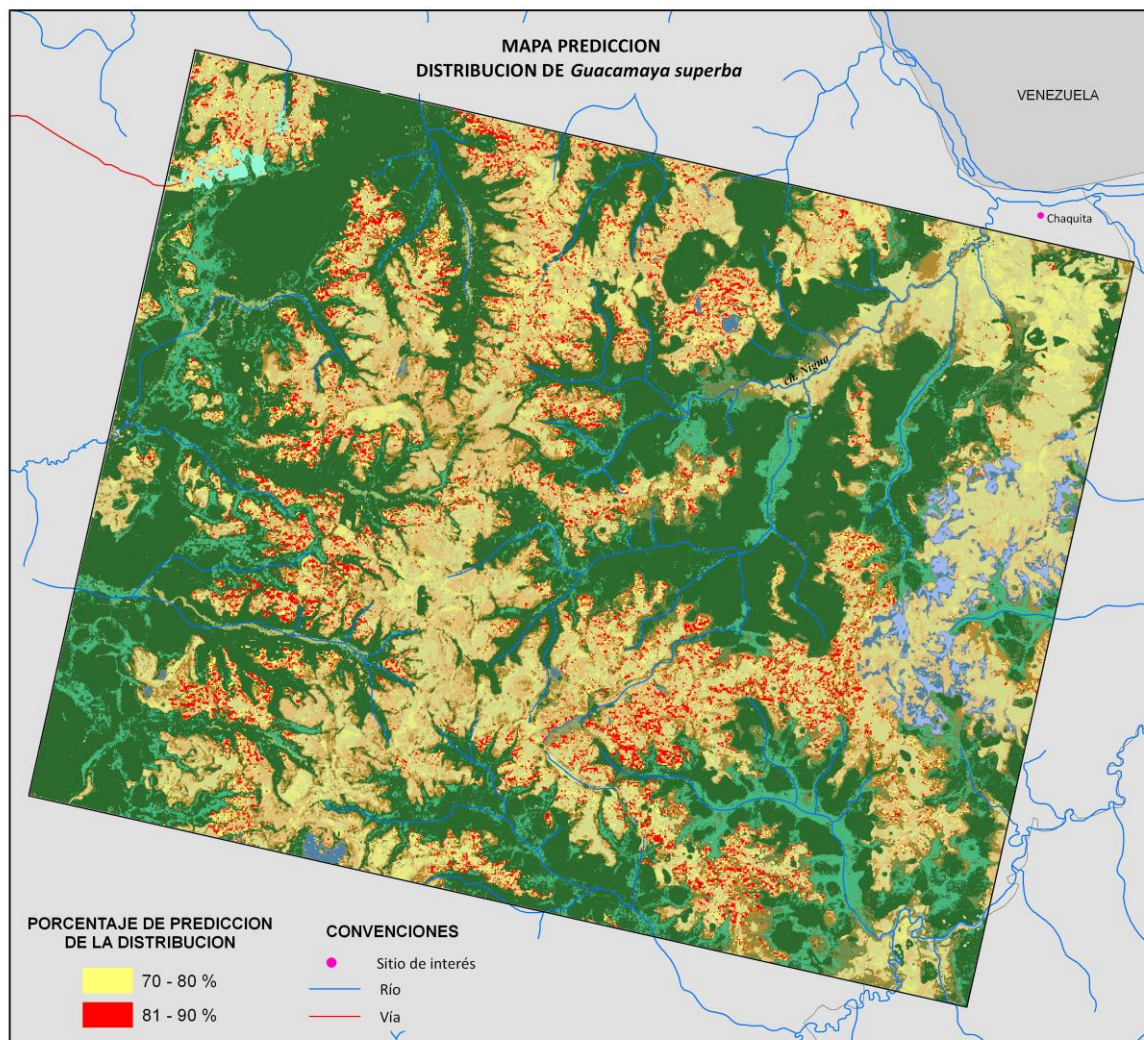 MAPA PREDICCION
DISTRIBUCION DE Guacamaya superba
VENEZUELA
Chaquita
ch. Nigua
PORCENTAJE DE PREDICCION
DE LA DISTRIBUCION
70 - 80 %
81 - 90 %
CONVENCIONES
Sitio de interés
Río
Vía